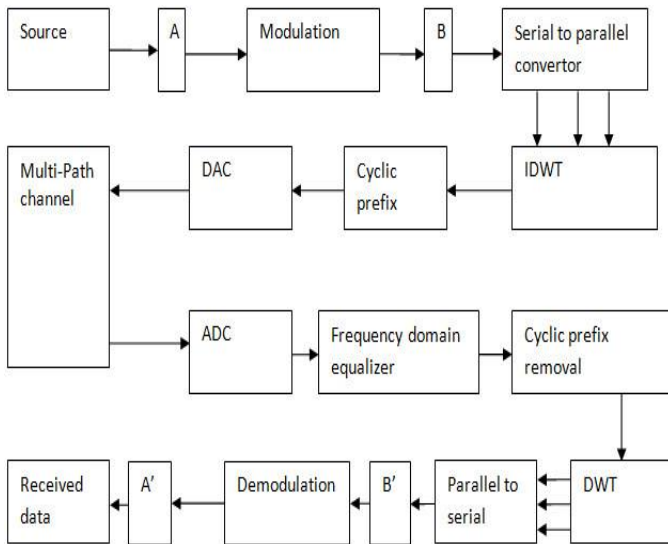 Source
A
Modulation
B
Serial to parallel
convertor
Multi-Path
channel
DAC
Cyclic
prefix
IDWT
ADC
Frequency domain
equalizer
Cyclic prefix
removal
Received
data
A'
Demodulation
B'
Parallel to
serial
DWT